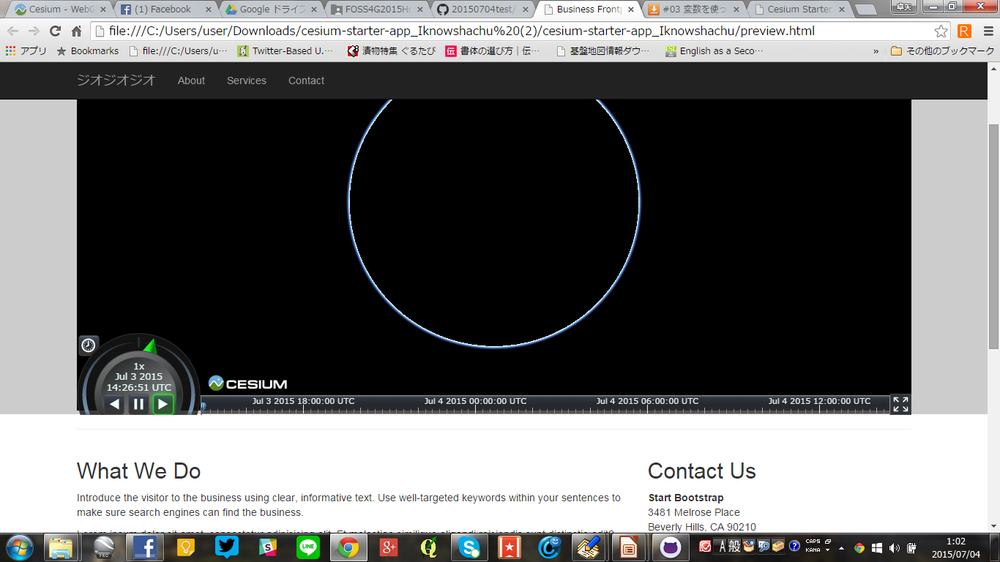 Cesium - WebG
(1) Facebook
Google ドライブ
FOSS4G2015Ho
20150704test/
Business Frontp
#03 変数を使っ
Cesium Starter
卓矢
file:///C:/Users/user/Downloads/cesium-starter-app_Iknowshachu%20(2)/cesium-starter-app_Iknowshachu/preview.html
アプリ
Bookmarks
file:///C:/Users/u…
Twitter-Based U.…
漬物特集 ぐるたび
書体の選び方｜伝…
基盤地図情報ダウ…
English as a Seco…
»
その他のブックマーク
ジオジオジオ
About
Services
Contact
1x
Jul 3 2015
14:26:51 UTC
CESIUM
Jul 3 2015 18:00:00 UTC
Jul 4 2015 00:00:00 UTC
Jul 4 2015 06:00:00 UTC
Jul 4 2015 12:00:00 UTC
What We Do
Introduce the visitor to the business using clear, informative text. Use well-targeted keywords within your sentences to
make sure search engines can find the business.
Contact Us
Start Bootstrap
3481 Melrose Place
Beverly Hills, CA 90210
PRO
LINE
A 般
CAPS
KANA
1:02
2015/07/04